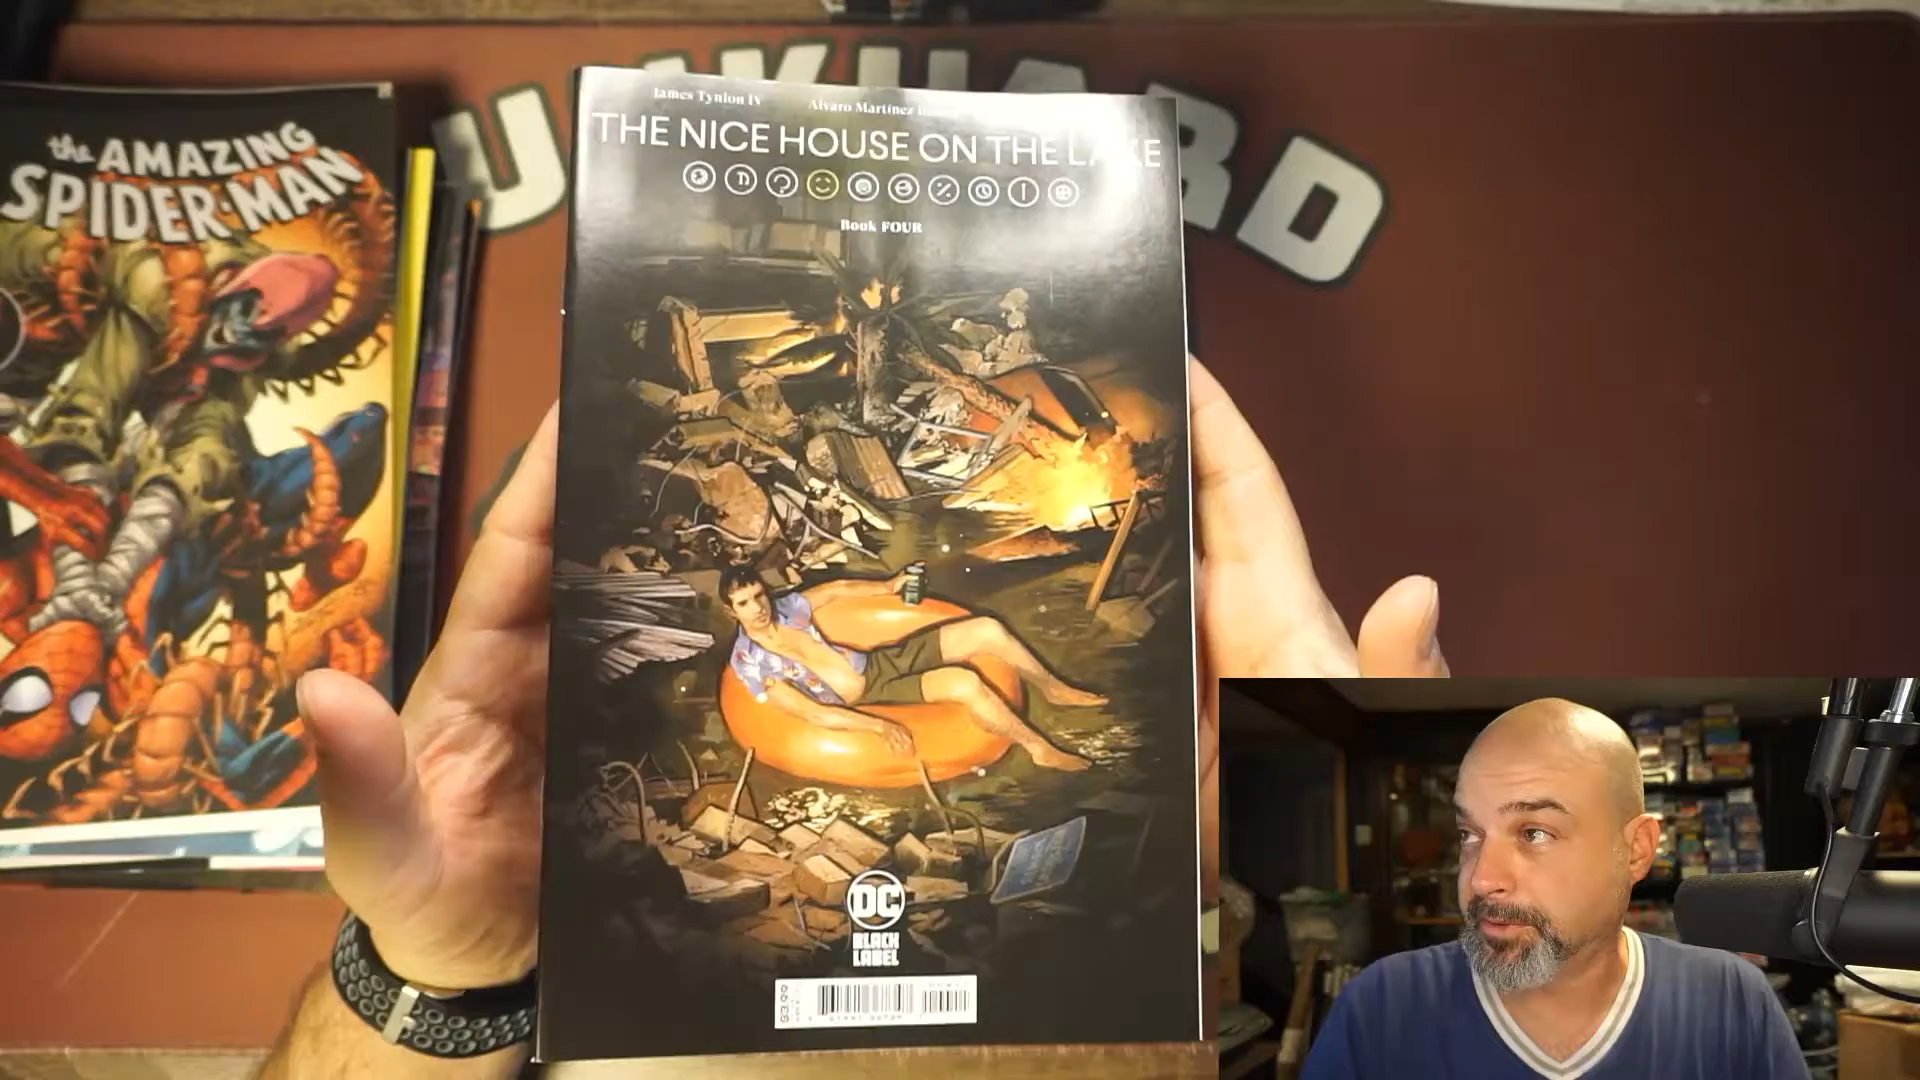 the AMAZING
SPIDER-MAN
James Tynion IV Alvaro Martínez
THE NICE HOUSE ON THE LAKE
Book FOUR
DC
BLACK
LABEL
$3.99